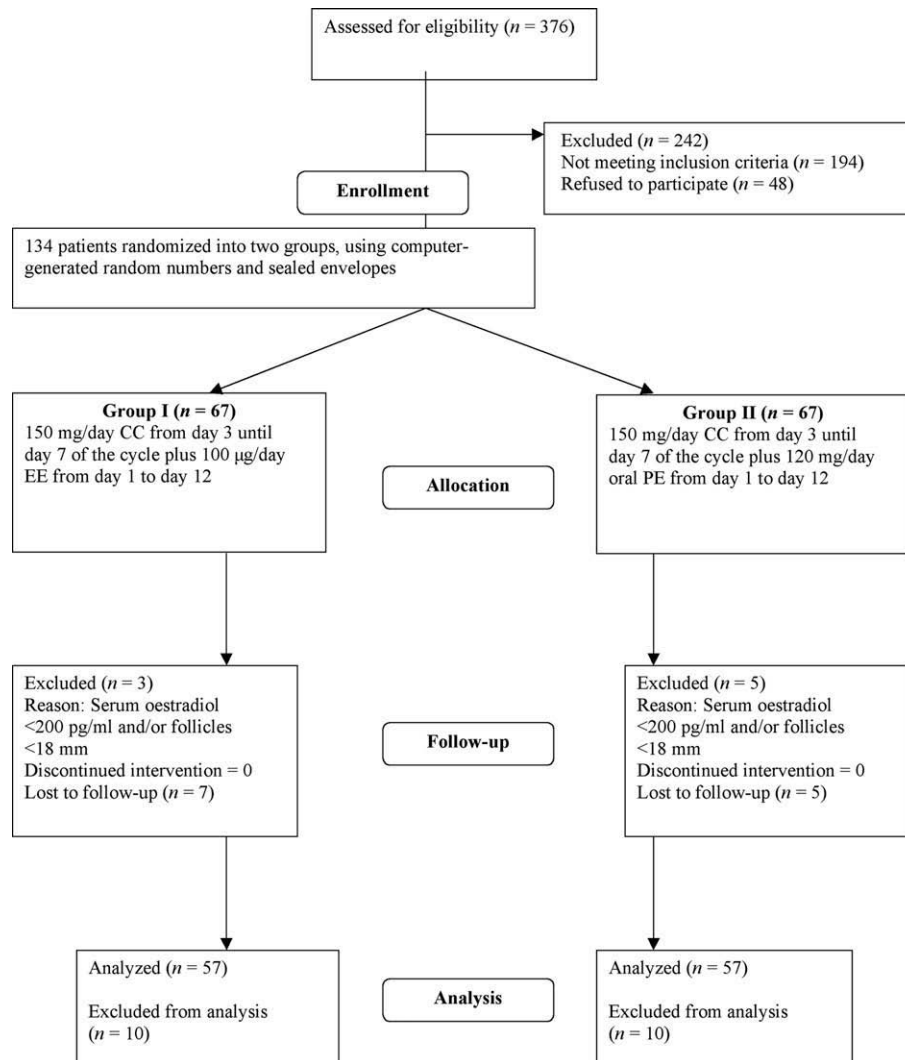 Assessed for eligibility (n = 376)
Excluded (n = 242)
Not meeting inclusion criteria (n = 194)
Refused to participate (n = 48)
Enrollment
134 patients randomized into two groups, using computer-
generated random numbers and sealed envelopes
Group I (n = 67)
150 mg/day CC from day 3 until
day 7 of the cycle plus 100 μg/day
EE from day 1 to day 12
Group II (n = 67)
150 mg/day CC from day 3 until
day 7 of the cycle plus 120 mg/day
oral PE from day 1 to day 12
Allocation
Excluded (n = 3)
Reason: Serum oestradiol
<200 pg/ml and/or follicles
<18 mm
Discontinued intervention = 0
Lost to follow-up (n = 7)
Excluded (n = 5)
Reason: Serum oestradiol
<200 pg/ml and/or follicles
<18 mm
Discontinued intervention = 0
Lost to follow-up (n = 5)
Follow-up
Analyzed (n = 57)
Excluded from analysis
(n = 10)
Analyzed (n = 57)
Excluded from analysis
(n = 10)
Analysis